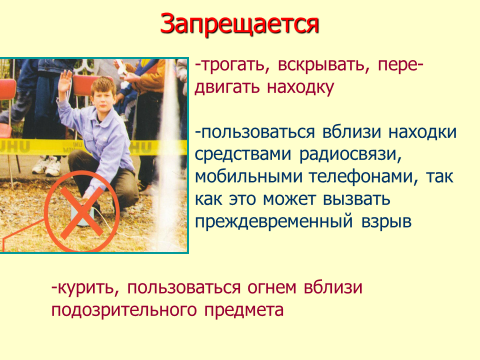 Запрещается
-трогать, вскрывать, пере-
двигать находку
-пользоваться вблизи находки
средствами радиосвязи,
мобильными телефонами, так
как это может вызвать
преждевременный взрыв
-курить, пользоваться огнем вблизи
подозрительного предмета